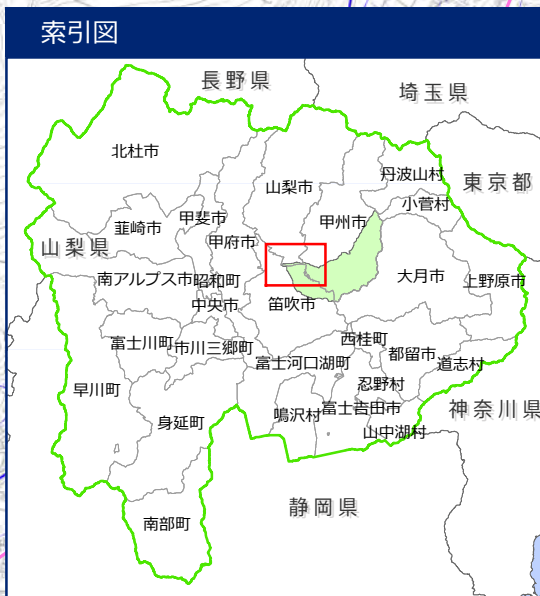 索引図
長野県
埼玉県
北杜市
丹波山村
山梨市
東京都
小菅村
甲斐市
甲州市
韮崎市
甲府市
山梨県
大月市
南アルプス市
昭和町
上野原市
中央市
笛吹市
西桂町
富士川町
市川三郷町
都留市
富士河口湖町
道志村
忍野村
早川町
神奈川県
鳴沢村
富士吉田市
身延町
山中湖村
静岡県
南部町